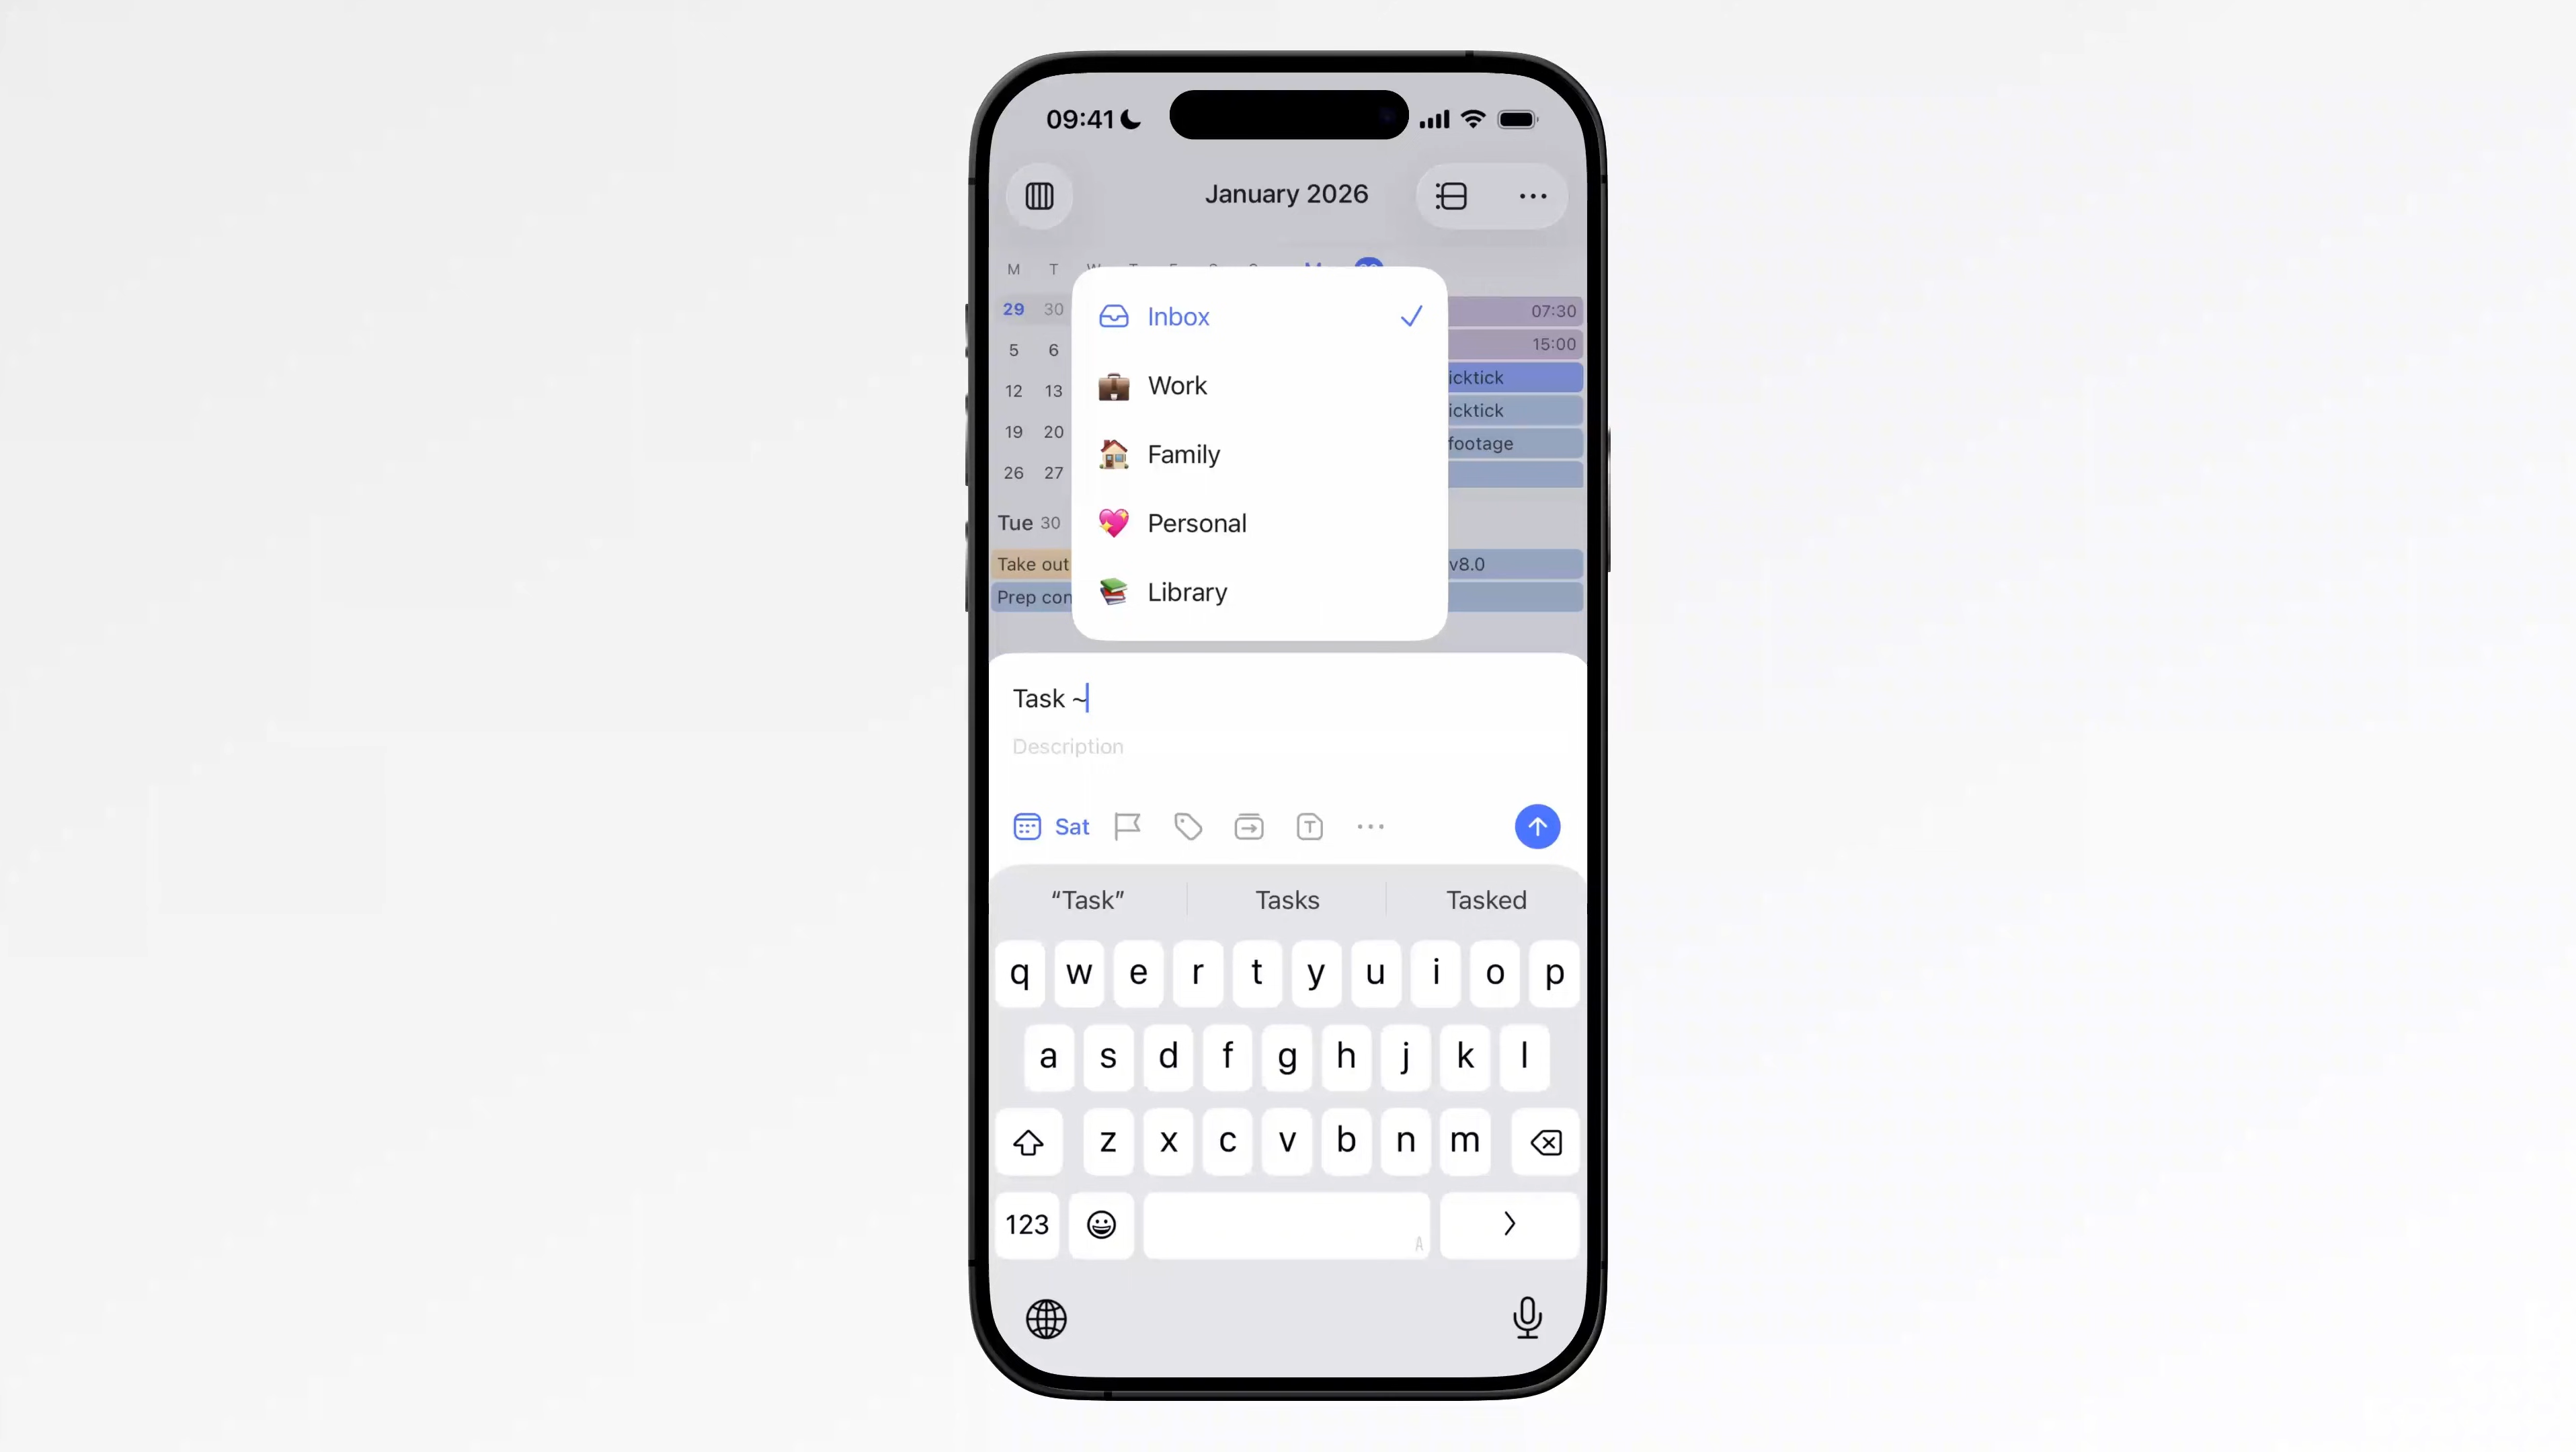 09:41
January 2026
M T
29 30
5 6
12 13
19 20
26 27
Tue 30
Take out
Prep con
07:30
15:00
icktick
icktick
footage
v8.0
Inbox
Work
Family
Personal
Library
Task ~
Description
Sat
“Task” Tasks Tasked
q w e r t y u i o p
a s d f g h j k l
z x c v b n m
123
A